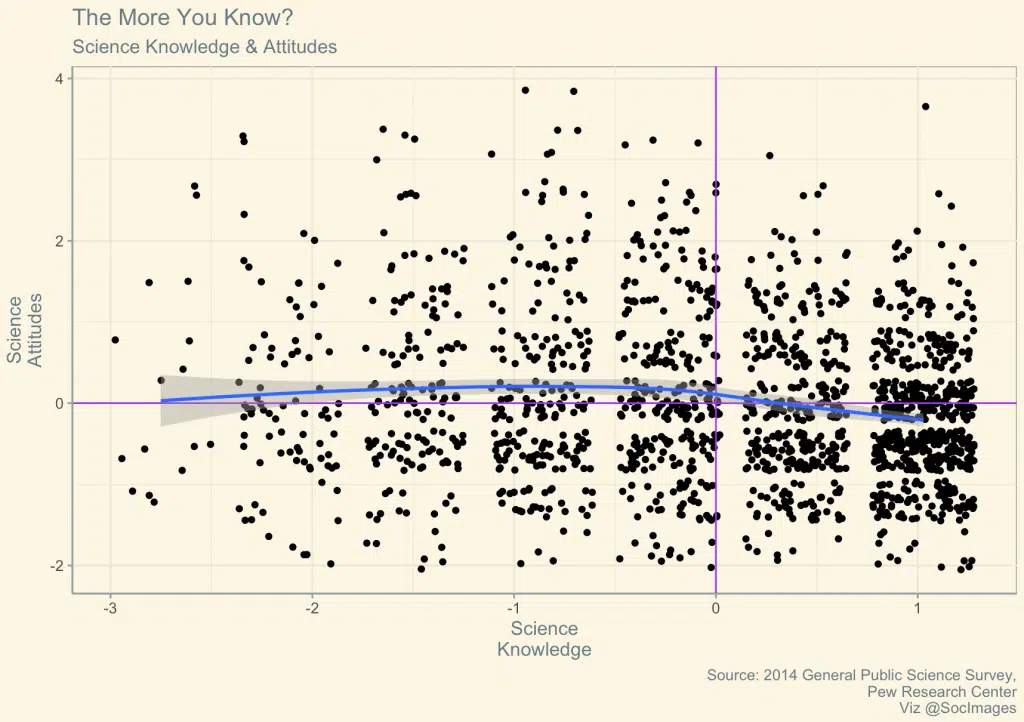 The More You Know?
Science Knowledge & Attitudes
4
2
0
-2
Science
Attitudes
-3
-2
-1
0
1
Science
Knowledge
Source: 2014 General Public Science Survey,
Pew Research Center
Viz @SocImages